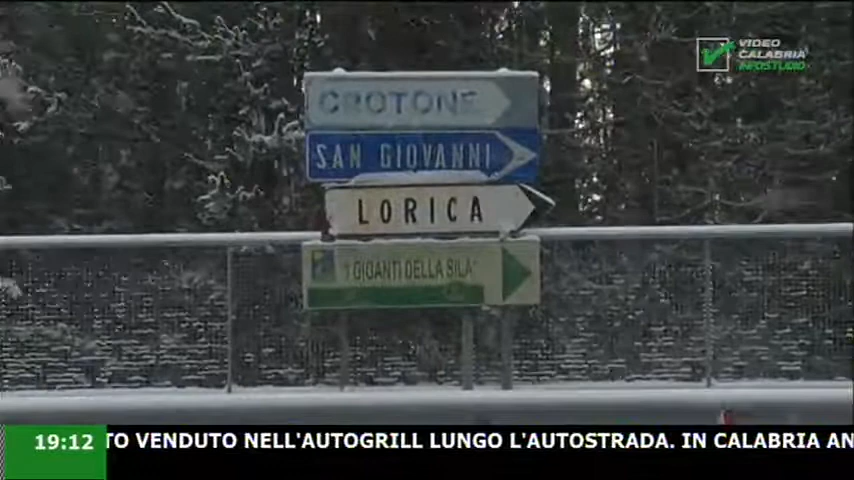 VIDEO
CALABRIA
INFOSTUDIO
CROTONE
SAN GIOVANNI
LORICA
"I GIGANTI DELLA SILA"
19:12
TO VENDUTO NELL'AUTOGRILL LUNGO L'AUTOSTRADA. IN CALABRIA AN